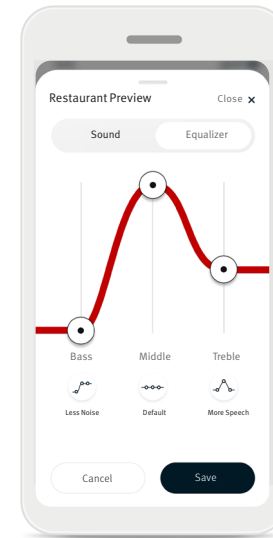 Restaurant Preview Close ×
Sound Equalizer
Bass Middle Treble
Less Noise Default More Speech
Cancel Save